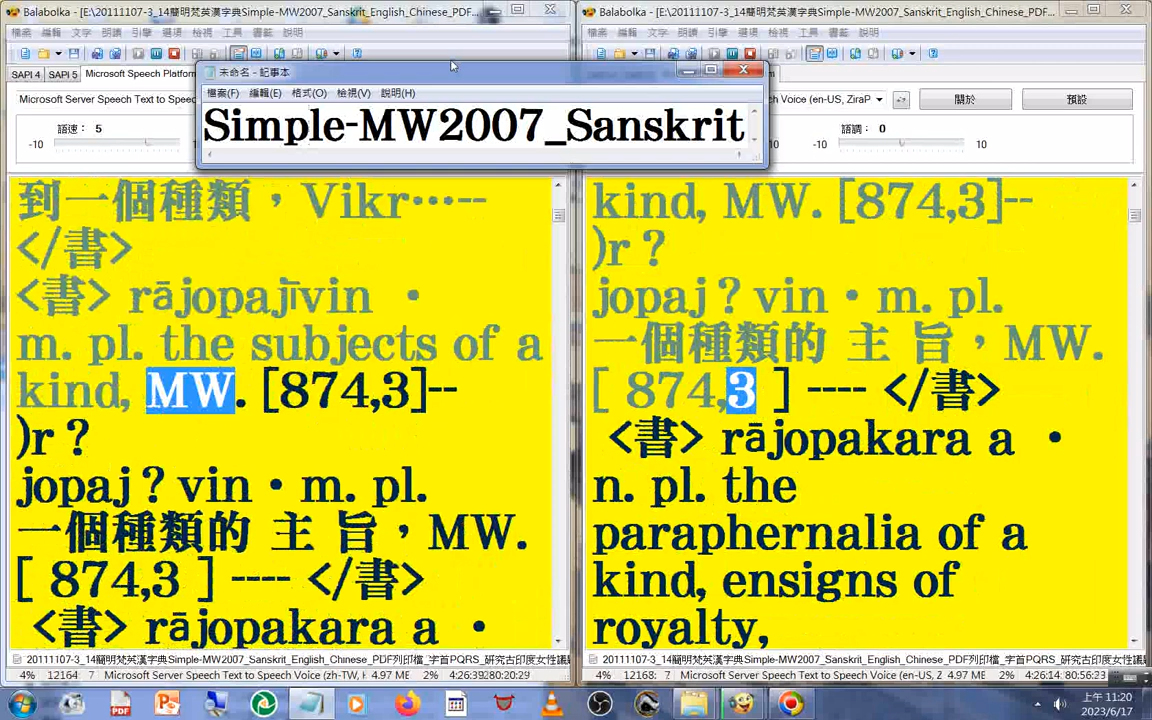 Balabolka - [E:\20111107-3_14簡明梵英漢字典Simple-MW2007_Sanskrit_English_Chinese_PDF...
檔案 編輯 文字 朗讀 引擎 選項 檢視 工具 書籤 說明
SAPI 4 SAPI 5 Microsoft Speech Platform
Microsoft Server Speech Text to Spee
語速： 5
-10
到一個種類，Vikr…--
</書>
<書> rājopajīvin •
m. pl. the subjects of a
kind, MW. [874,3]--
)r？
jopaj？vin • m. pl.
一個種類的 主 旨，MW.
[ 874,3 ] ---- </書>
<書> rājopakara a •
20111107-3_14簡明梵英漢字典Simple-MW2007_Sanskrit_English_Chinese_PDF列印檔_字首PQRS_研究古印度女性議
4% 12164: ? Microsoft Server Speech Text to Speech Voice (zh-TW, H 4.97 ME 2% 4:26:39280:20:29
未命名 - 記事本
檔案(F) 編輯(E) 格式(O) 檢視(V) 說明(H)
Simple-MW2007_Sanskrit
Balabolka - [E:\20111107-3_14簡明梵英漢字典Simple-MW2007_Sanskrit_English_Chinese_PDF...
檔案 編輯 文字 朗讀 引擎 選項 檢視 工具 書籤 說明
Voice (en-US, ZiraP 關於 預設
語調： 0
-10 10
kind, MW. [874,3]--
)r？
jopaj？vin • m. pl.
一個種類的 主 旨，MW.
[ 874,3 ] ---- </書>
<書> rājopakara a •
n. pl. the
paraphernalia of a
kind, ensigns of
royalty,
20111107-3_14簡明梵英漢字典Simple-MW2007_Sanskrit_English_Chinese_PDF列印檔_字首PQRS_研究古印度女性議
4% 12168: ? Microsoft Server Speech Text to Speech Voice (en-US, Z 4.97 ME 2% 4:26:14 :80:56:23
上午 11:20
2023/6/17